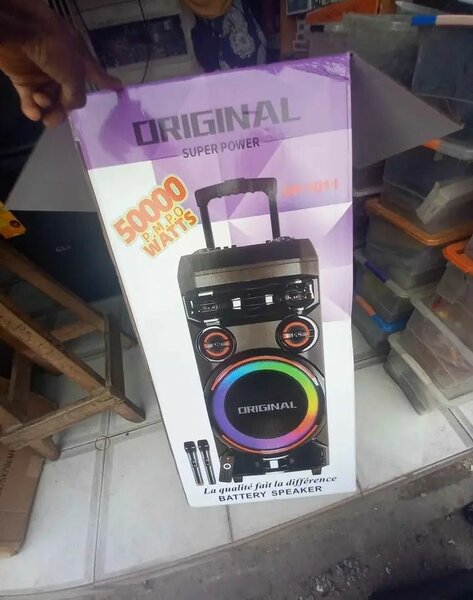 ORIGINAL
SUPER POWER
50000
P.M.P.O
WATTS
ORIGINAL
La qualité fait la différence
BATTERY SPEAKER